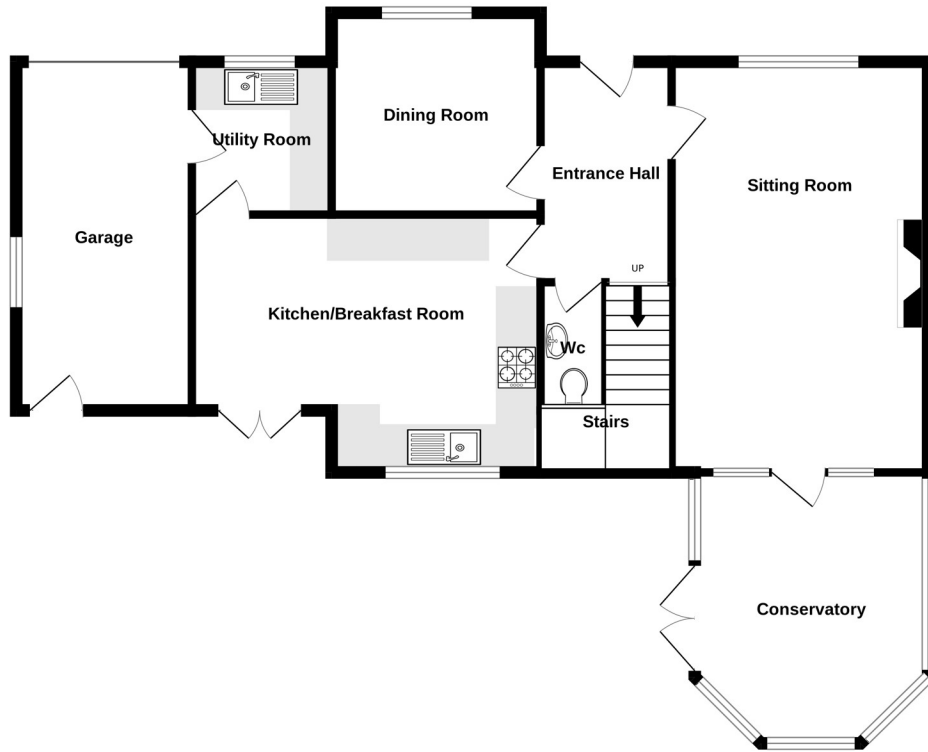 Dining Room
Utility Room
Entrance Hall
Sitting Room
Garage
UP
Kitchen/Breakfast Room
Wc
Stairs
Conservatory